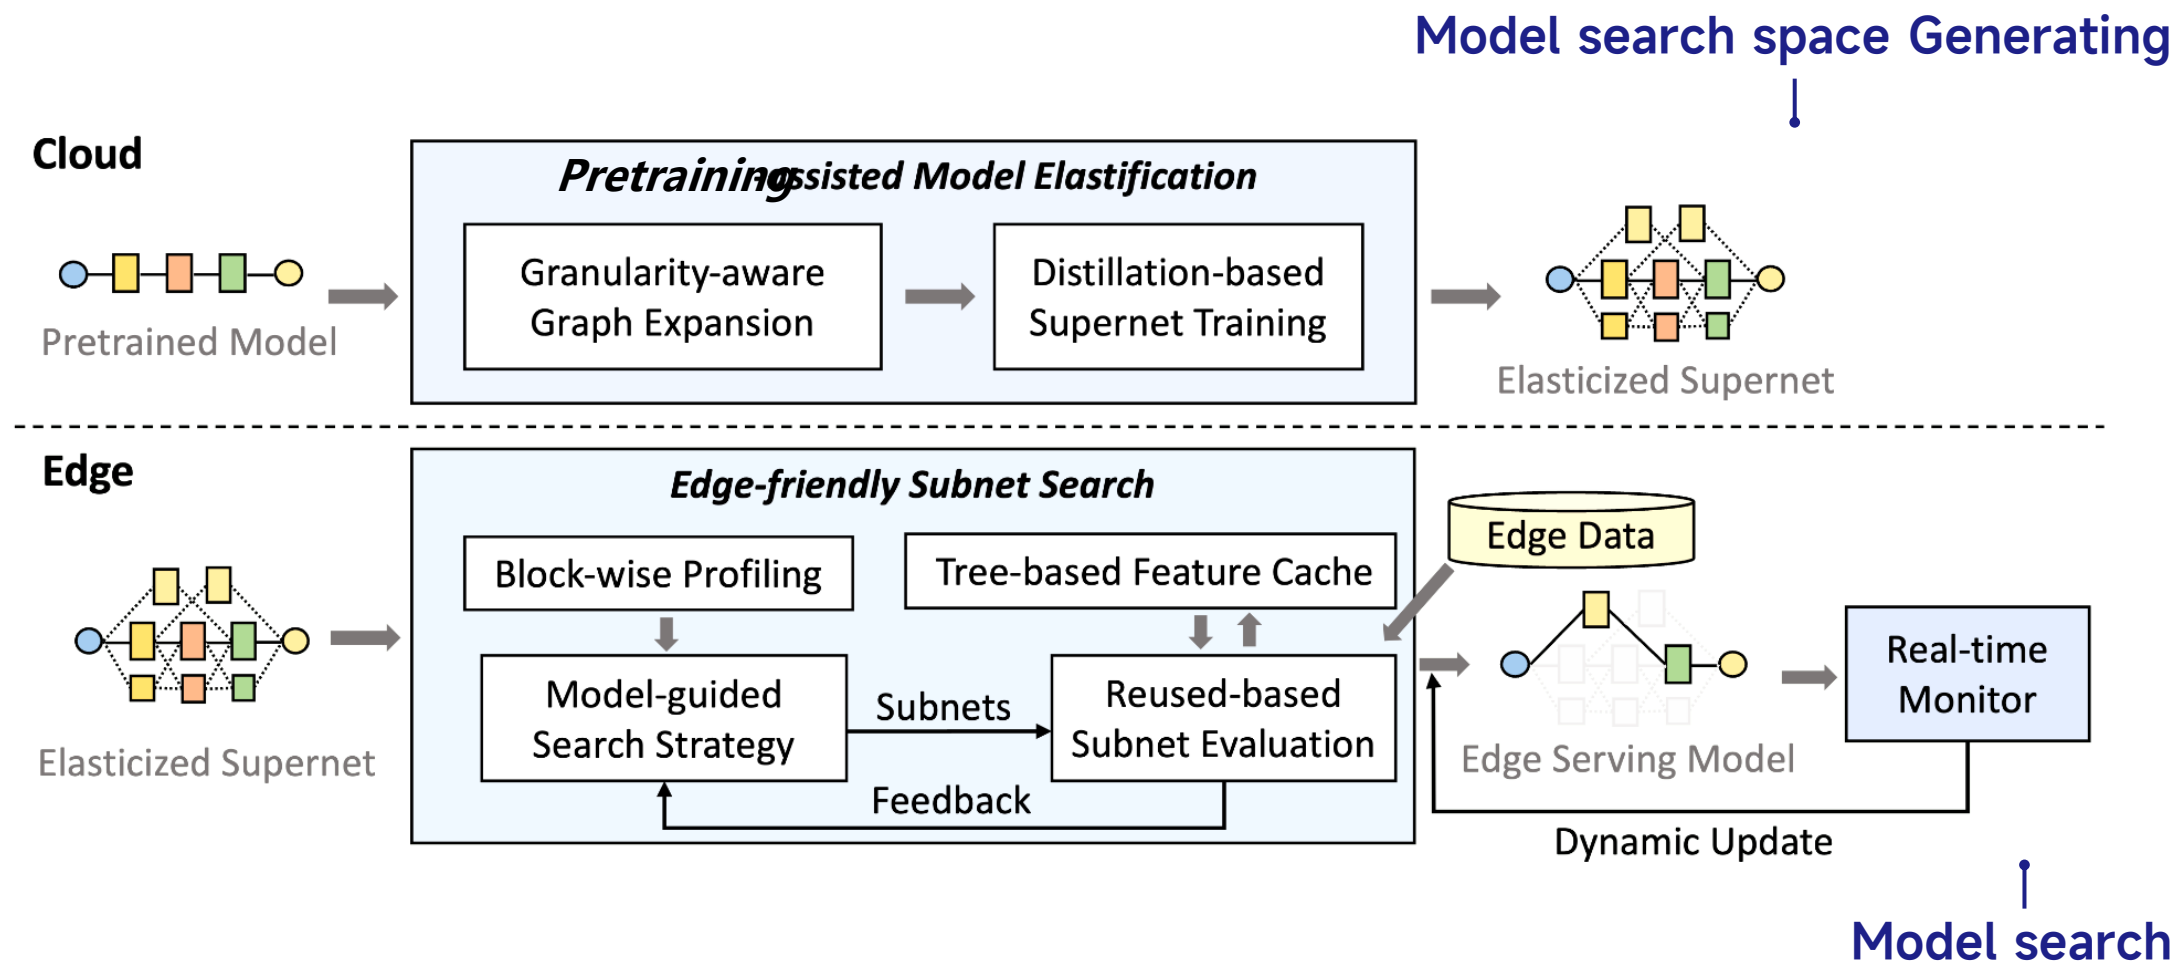 Model search space Generating
Cloud
Pretraining-assisted Model Elastification
Granularity-aware
Graph Expansion
Distillation-based
Supernet Training
Pretrained Model
Elasticized Supernet
Edge
Edge-friendly Subnet Search
Edge Data
Block-wise Profiling
Tree-based Feature Cache
Real-time
Monitor
Model-guided
Search Strategy
Subnets
Reused-based
Subnet Evaluation
Elasticized Supernet
Edge Serving Model
Feedback
Dynamic Update
Model search